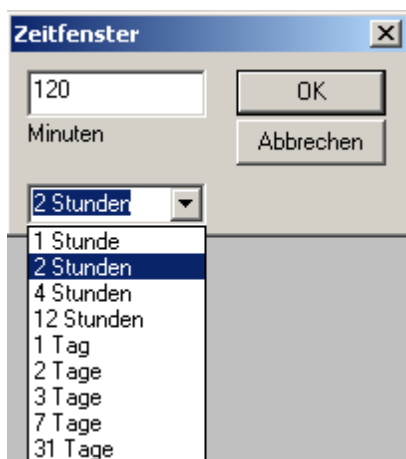 Zeitfenster
120
OK
Minuten
Abbrechen
2 Stunden
1 Stunde
2 Stunden
4 Stunden
12 Stunden
1 Tag
2 Tage
3 Tage
7 Tage
31 Tage